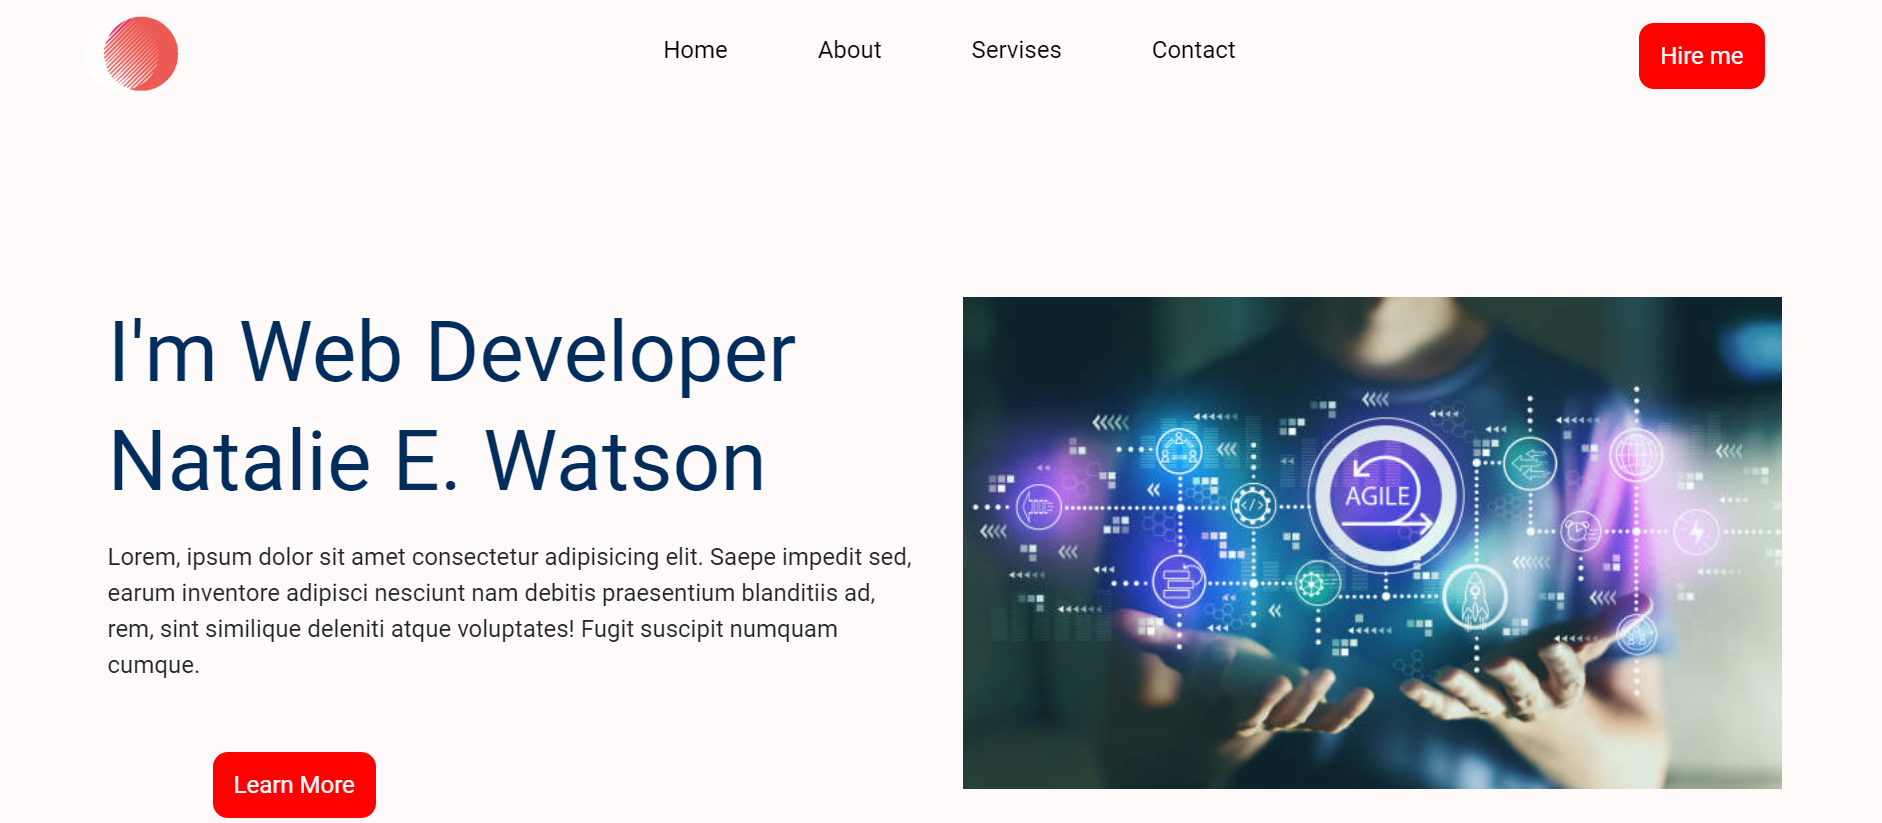 Home About Servises Contact Hire me
I'm Web Developer
Natalie E. Watson
Lorem, ipsum dolor sit amet consectetur adipisicing elit. Saepe impedit sed,
earum inventore adipisci nesciunt nam debitis praesentium blanditiis ad,
rem, sint similique deleniti atque voluptates! Fugit suscipit numquam
cumque.
Learn More
AGILE